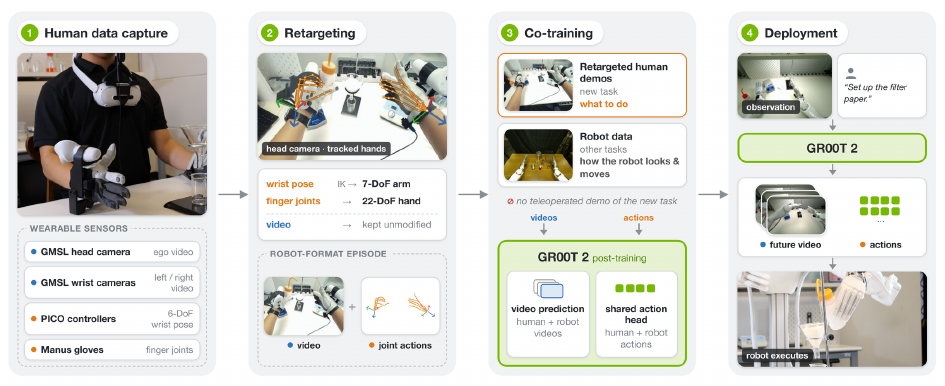 1 Human data capture
WEARABLE SENSORS
GMSL head camera ego video
GMSL wrist cameras left / right
video
PICO controllers 6-DoF
wrist pose
Manus gloves finger joints
2 Retargeting
head camera · tracked hands
wrist pose IK → 7-DoF arm
finger joints → 22-DoF hand
video → kept unmodified
ROBOT-FORMAT EPISODE
+
video joint actions
3 Co-training
Retargeted human
demos
new task
what to do
Robot data
other tasks
how the robot looks &
moves
⊘ no teleoperated demo of the new task
videos actions
GR00T 2 post-training
video prediction
human + robot
videos
shared action
head
human + robot
actions
4 Deployment
observation
"Set up the filter
paper."
GR00T 2
...
future video actions
robot executes